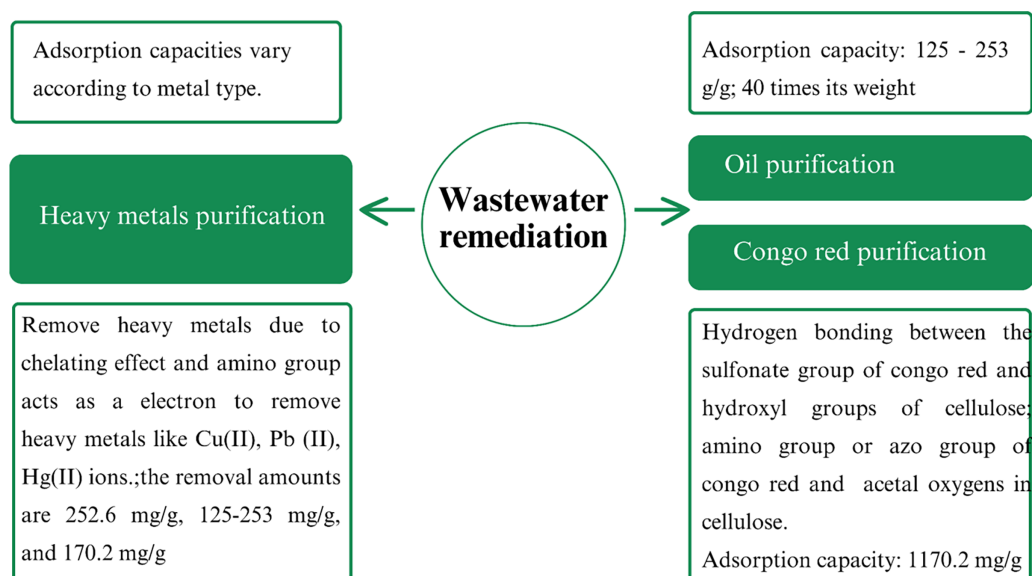 Adsorption capacities vary
according to metal type.
Heavy metals purification
Remove heavy metals due to
chelating effect and amino group
acts as a electron to remove
heavy metals like Cu(II), Pb (II),
Hg(II) ions.;the removal amounts
are 252.6 mg/g, 125-253 mg/g,
and 170.2 mg/g
Wastewater
remediation
Adsorption capacity: 125 - 253
g/g; 40 times its weight
Oil purification
Congo red purification
Hydrogen bonding between the
sulfonate group of congo red and
hydroxyl groups of cellulose;
amino group or azo group of
congo red and acetal oxygens in
cellulose.
Adsorption capacity: 1170.2 mg/g